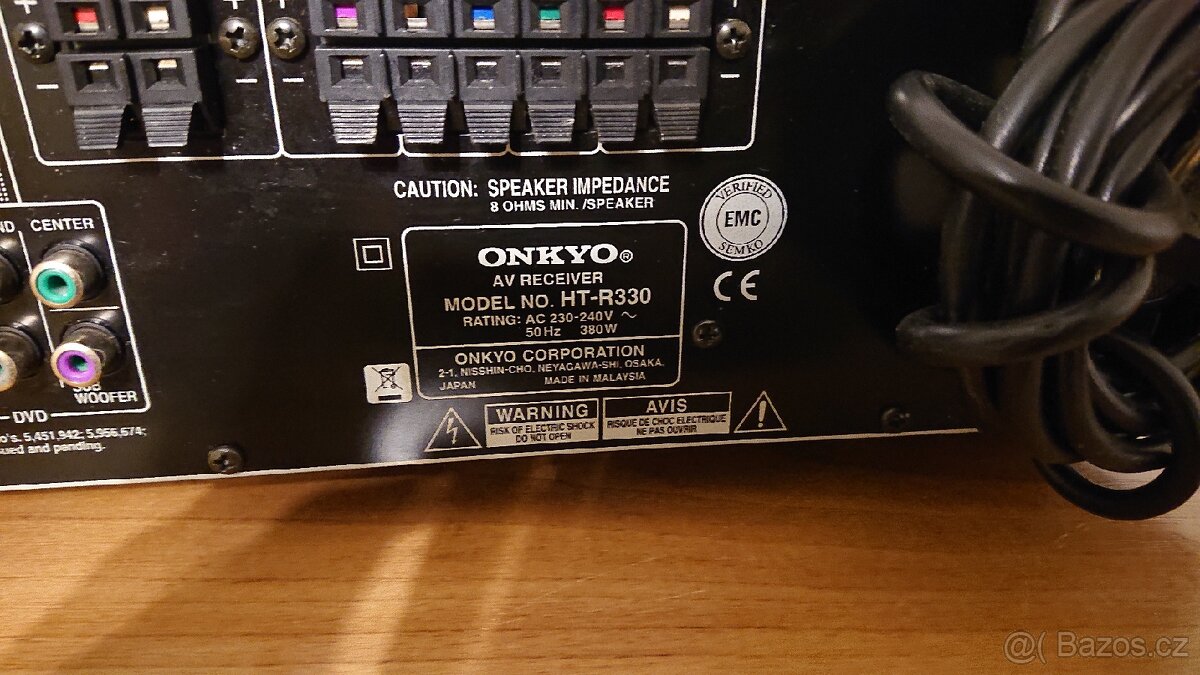 + + + +
− − − −
CAUTION: SPEAKER IMPEDANCE
8 OHMS MIN. /SPEAKER
VERIFIED
EMC
SEMKO
CE
ND CENTER
ONKYO®
AV RECEIVER
MODEL NO. HT-R330
RATING: AC 230-240V ~
50Hz 380W
ONKYO CORPORATION
2-1, NISSHIN-CHO, NEYAGAWA-SHI, OSAKA,
JAPAN MADE IN MALAYSIA
SUB
WOOFER
DVD
o's. 5,451,942; 5,956,674;
sued and pending.
WARNING
RISK OF ELECTRIC SHOCK
DO NOT OPEN
AVIS
RISQUE DE CHOC ELECTRIQUE
NE PAS OUVRIR
@( Bazos.cz